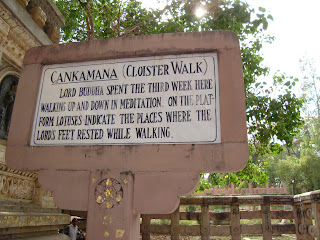 CANKAMANA (CLOISTER WALK)
LORD BUDDHA SPENT THE THIRD WEEK HERE
WALKING UP AND DOWN IN MEDITATION. ON THE PLAT-
FORM LOTUSES INDICATE THE PLACES WHERE THE
LORDS FEET RESTED WHILE WALKING.